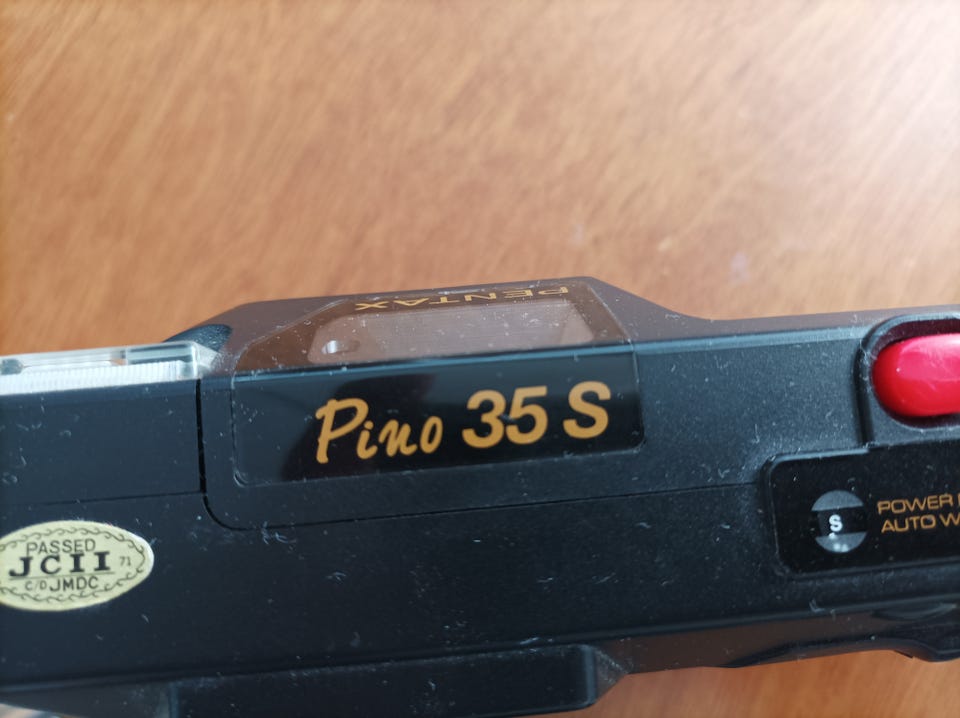 PENTAX
Pino 35 S
S
POWER
AUTO W
PASSED
JCII 71
C/O JMDC